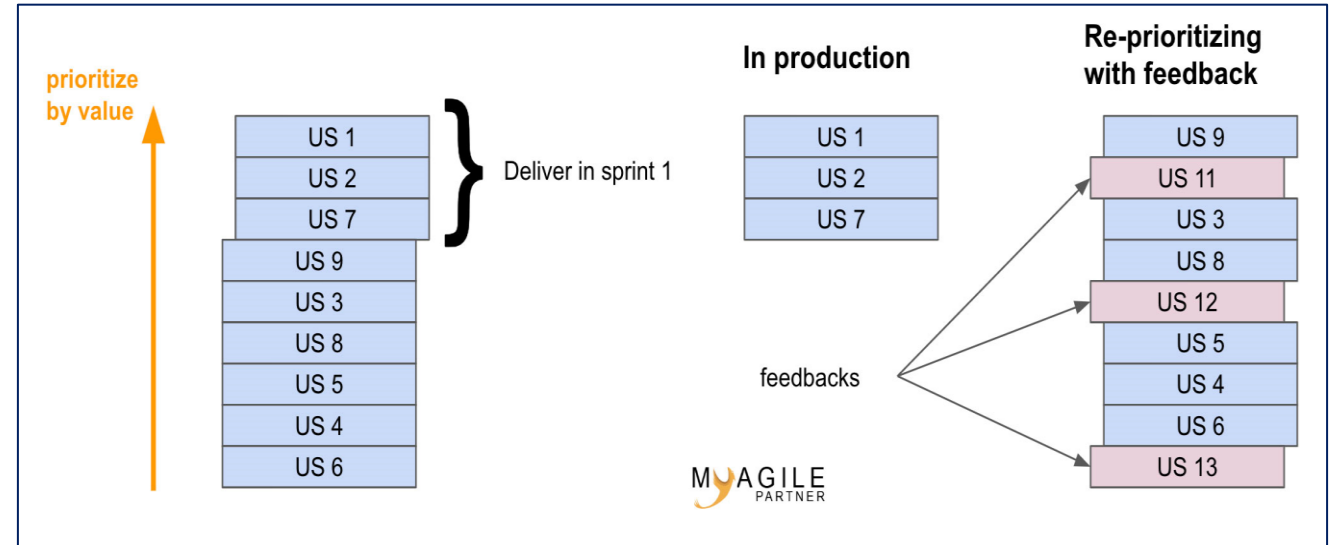 prioritize
by value
US 1
US 2
US 7
US 9
US 3
US 8
US 5
US 4
US 6
Deliver in sprint 1
In production
US 1
US 2
US 7
feedbacks
MyAGILE
PARTNER
Re-prioritizing
with feedback
US 9
US 11
US 3
US 8
US 12
US 5
US 4
US 6
US 13